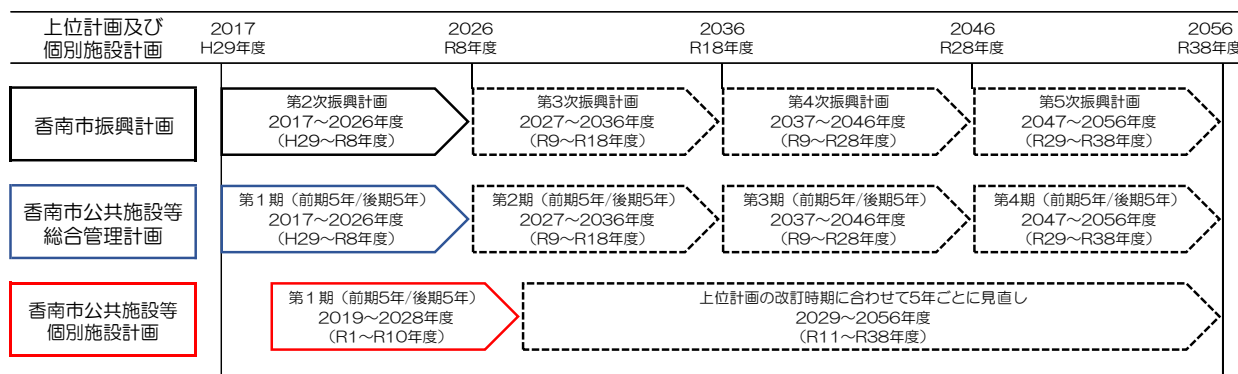 上位計画及び
個別施設計画
2017
H29年度
2026
R8年度
2036
R18年度
2046
R28年度
2056
R38年度
香南市振興計画
第2次振興計画
2017~2026年度
(H29~R8年度)
第3次振興計画
2027~2036年度
(R9~R18年度)
第4次振興計画
2037~2046年度
(R9~R28年度)
第5次振興計画
2047~2056年度
(R29~R38年度)
香南市公共施設等
総合管理計画
第1期(前期5年/後期5年)
2017~2026年度
(H29~R8年度)
第2期(前期5年/後期5年)
2027~2036年度
(R9~R18年度)
第3期(前期5年/後期5年)
2037~2046年度
(R9~R28年度)
第4期(前期5年/後期5年)
2047~2056年度
(R29~R38年度)
香南市公共施設等
個別施設計画
第1期(前期5年/後期5年)
2019~2028年度
(R1~R10年度)
上位計画の改訂時期に合わせて5年ごとに見直し
2029~2056年度
(R11~R38年度)